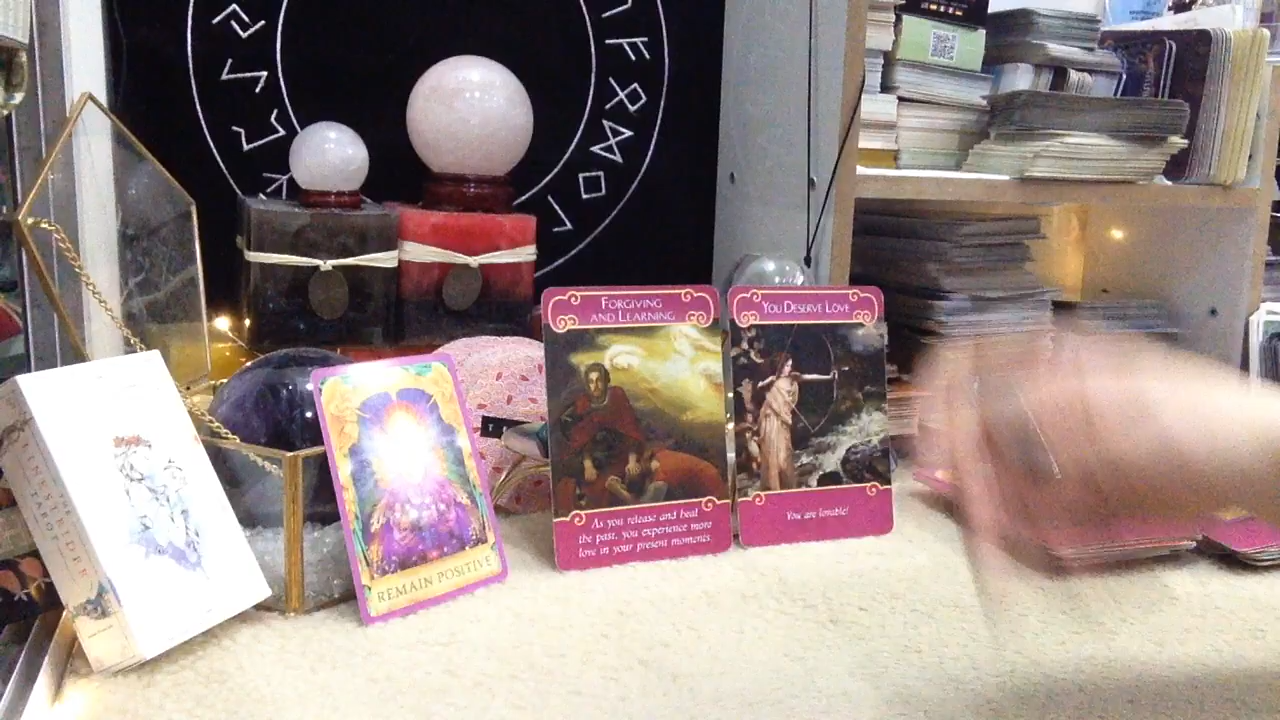 FORGIVING
AND LEARNING
As you release and heal
the past, you experience more
love in your present moments.
YOU DESERVE LOVE
You are lovable!
REMAIN POSITIVE
TAROT